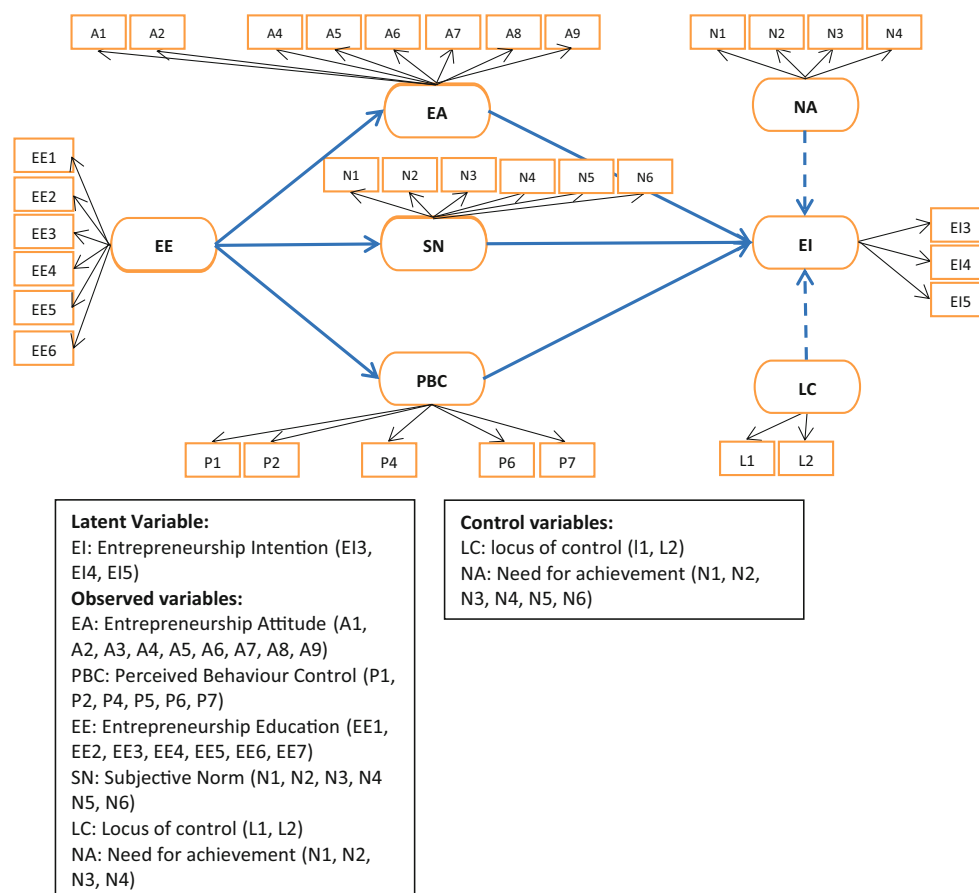 A1 A2 A4 A5 A6 A7 A8 A9 N1 N2 N3 N4
EA NA
EE1
EE2
EE3
EE4
EE5
EE6
N1 N2 N3 N4 N5 N6
EE SN EI
EI3
EI4
EI5
PBC LC
P1 P2 P4 P6 P7 L1 L2
Latent Variable:
EI: Entrepreneurship Intention (EI3,
EI4, EI5)
Observed variables:
EA: Entrepreneurship Attitude (A1,
A2, A3, A4, A5, A6, A7, A8, A9)
PBC: Perceived Behaviour Control (P1,
P2, P4, P5, P6, P7)
EE: Entrepreneurship Education (EE1,
EE2, EE3, EE4, EE5, EE6, EE7)
SN: Subjective Norm (N1, N2, N3, N4
N5, N6)
LC: Locus of control (L1, L2)
NA: Need for achievement (N1, N2,
N3, N4)
Control variables:
LC: locus of control (l1, L2)
NA: Need for achievement (N1, N2,
N3, N4, N5, N6)